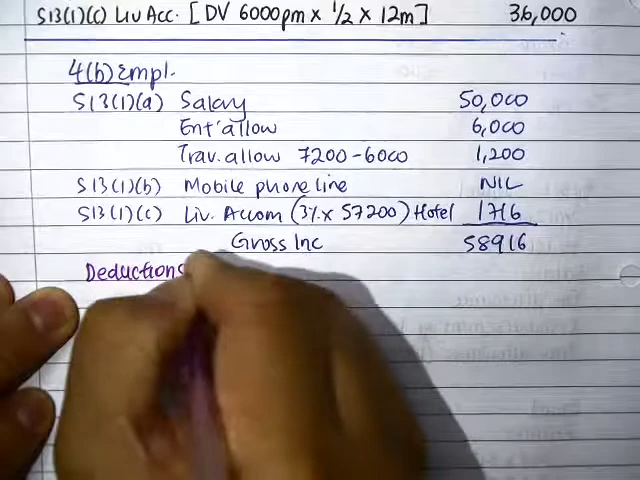 S13(1)(c) Liv Acc. [DV 6000pm x 1/2 x 12m] 36,000
4(b) Empl.
S13(1)(a) Salary 50,000
Ent' allow 6,000
Trav. allow 7200 - 6000 1,200
S13(1)(b) Mobile phone line NIL
S13(1)(c) Liv. Accom (3% x 57200) Hotel 1716
Gross Inc 58916
Deductions